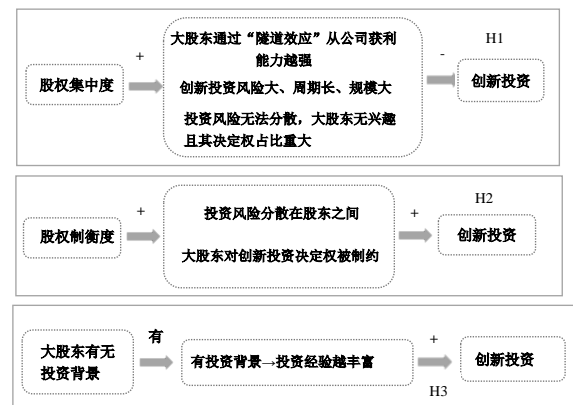 H1
大股东通过“隧道效应”从公司获利
能力越强
+
-
股权集中度
创新投资风险大、周期长、规模大
创新投资
投资风险无法分散，大股东无兴趣
且其决定权占比重大
H2
+
投资风险分散在股东之间
+
股权制衡度
创新投资
大股东对创新投资决定权被制约
有
+
大股东有无
投资背景
有投资背景→投资经验越丰富
创新投资
H3